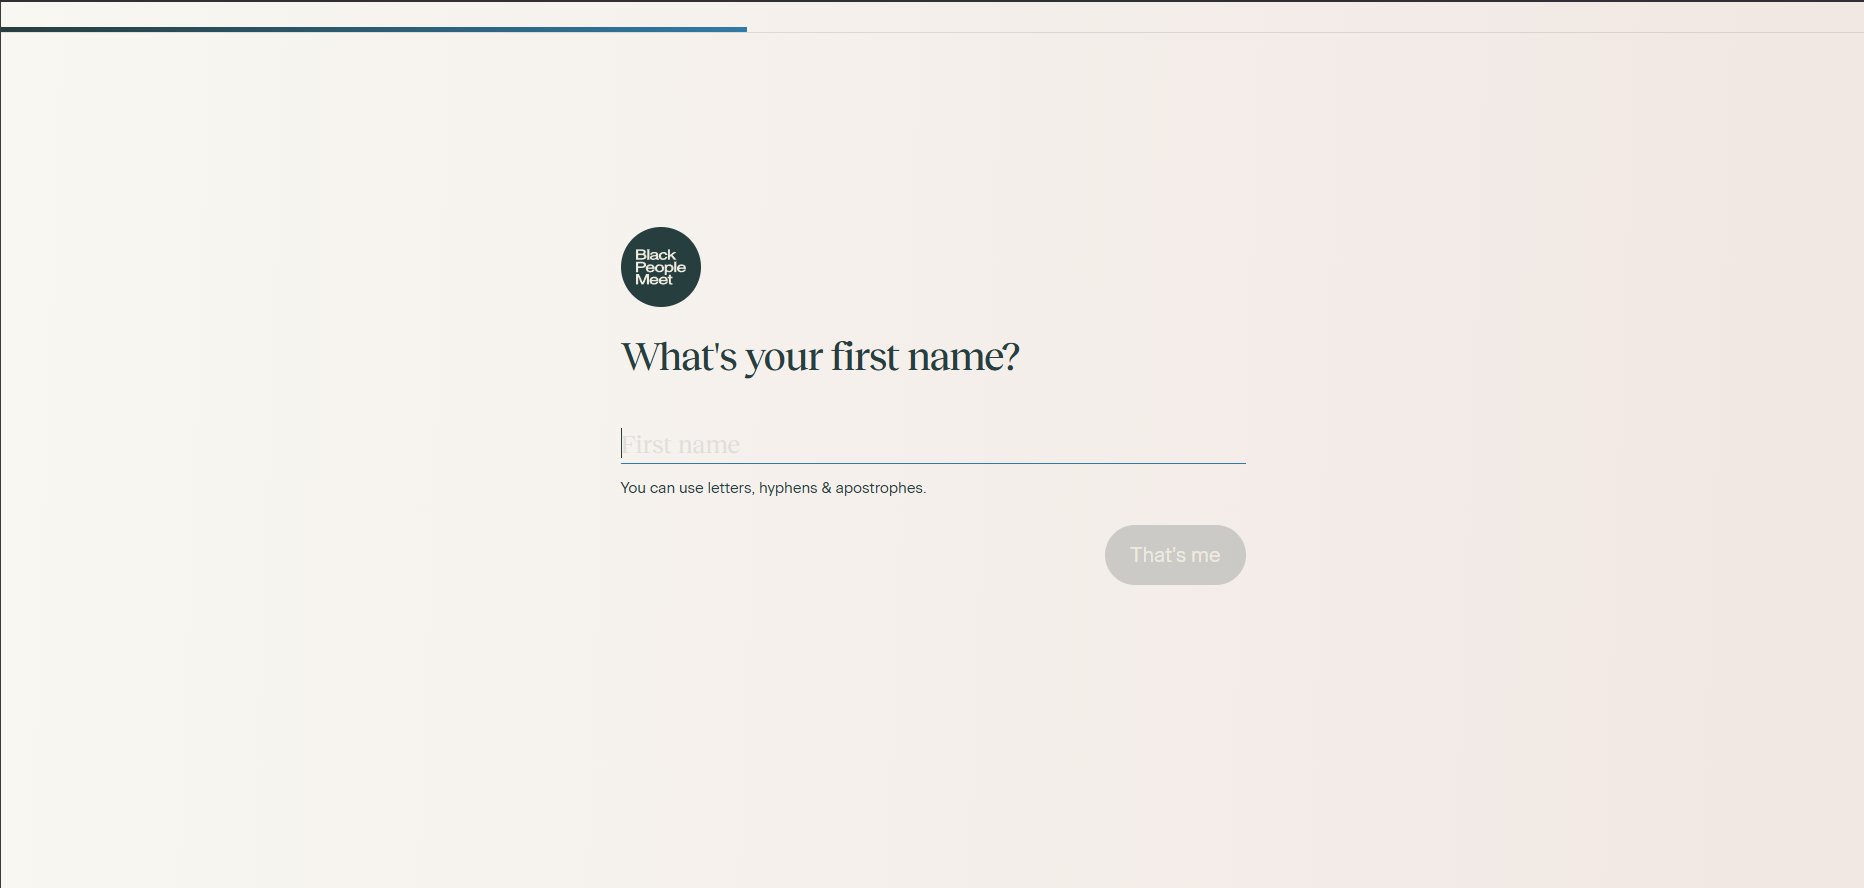 Black
People
Meet
What's your first name?
First name
You can use letters, hyphens & apostrophes.
That's me